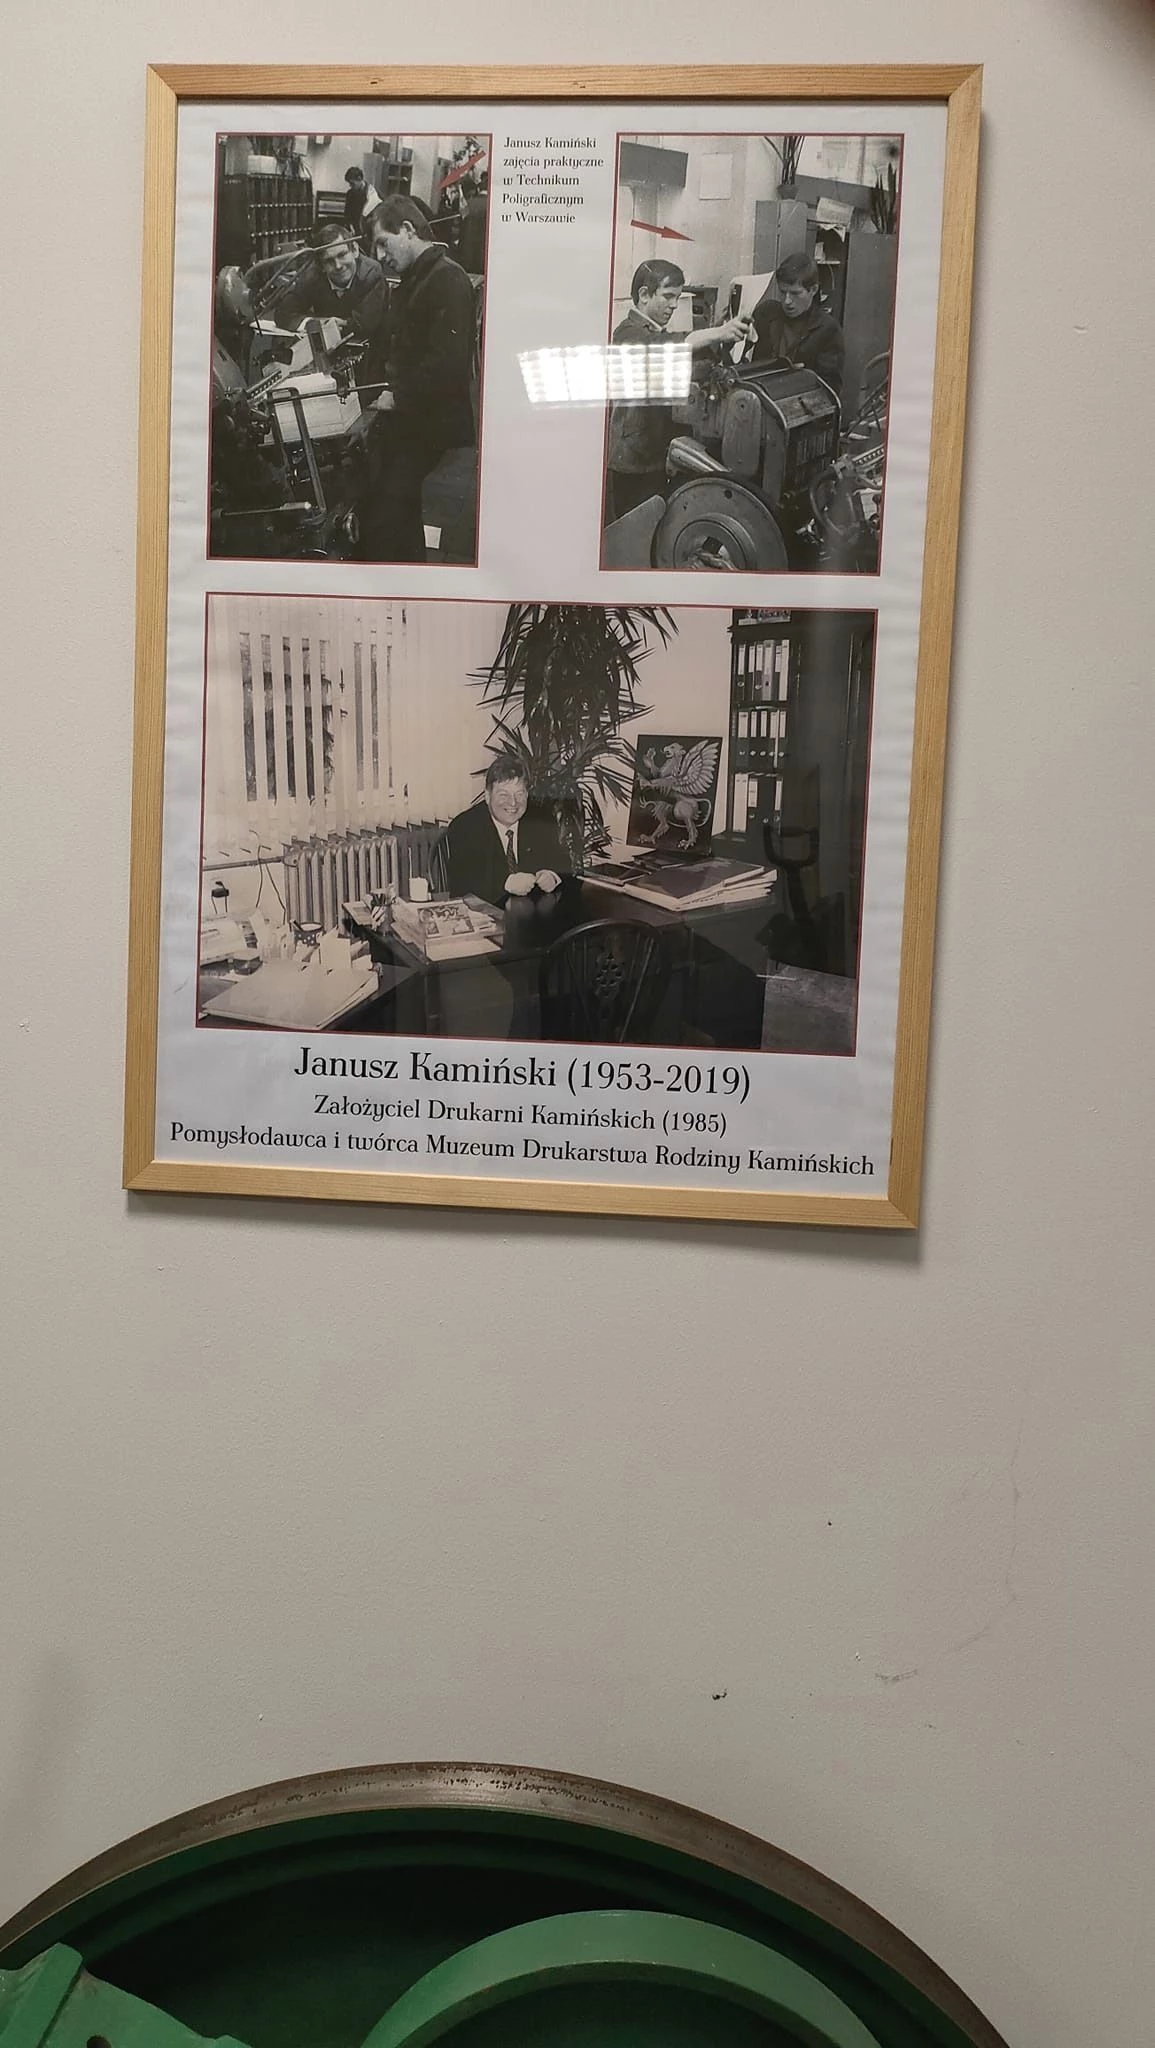 Janusz Kamiński
zajęcia praktyczne
w Technikum
Poligraficznym
w Warszawie
Janusz Kamiński (1953-2019)
Założyciel Drukarni Kamińskich (1985)
Pomysłodawca i twórca Muzeum Drukarstwa Rodziny Kamińskich